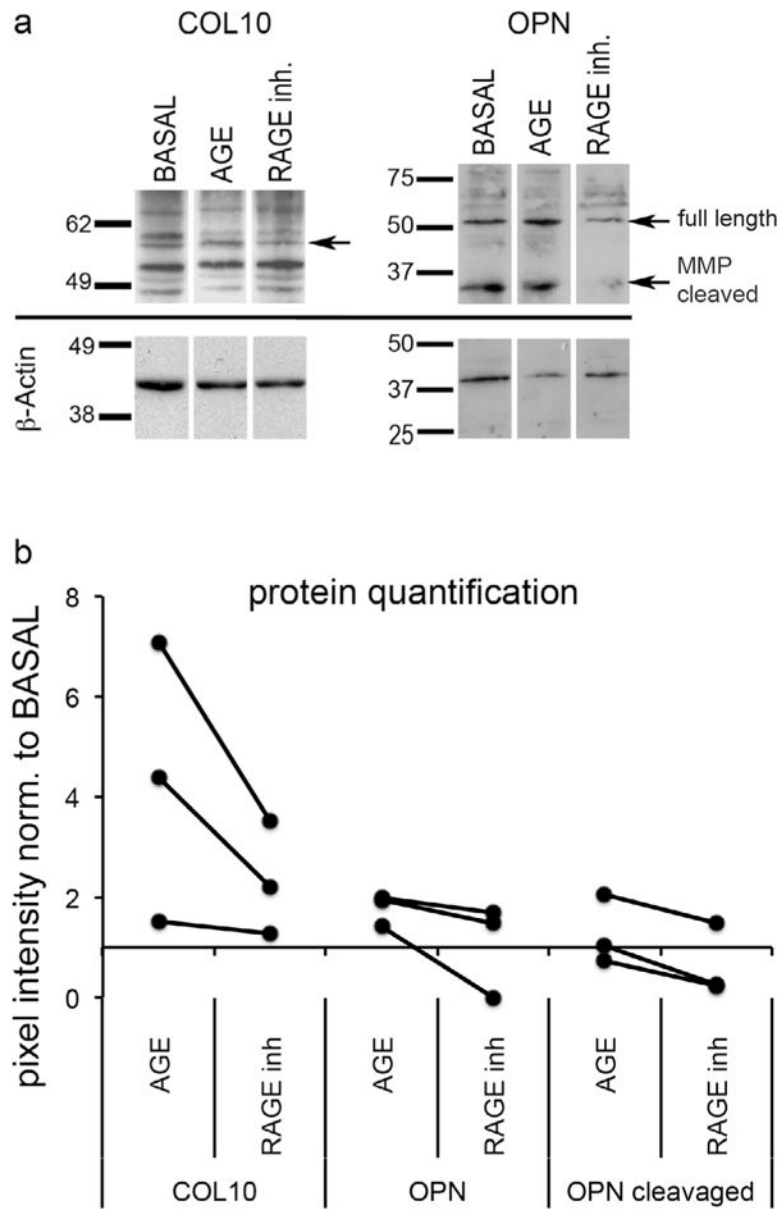 a
COL10
OPN
BASAL
AGE
RAGE inh.
BASAL
AGE
RAGE inh.
62
49
75
50
37
full length
MMP
cleaved
β-Actin
49
38
50
37
25
b
protein quantification
pixel intensity norm. to BASAL
8
6
4
2
0
AGE
RAGE inh
AGE
RAGE inh
AGE
RAGE inh
COL10
OPN
OPN cleavaged